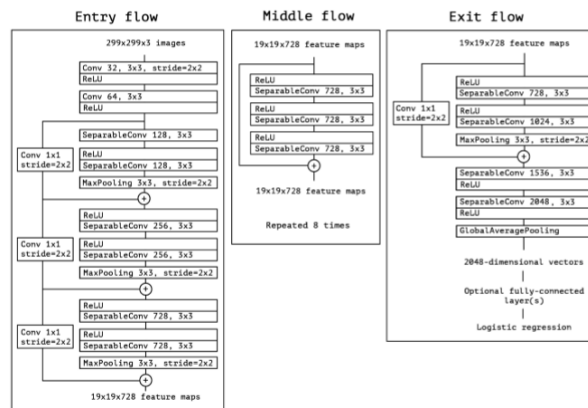 Entry flow
299x299x3 images
Conv 32, 3x3, stride=2x2
ReLU
Conv 64, 3x3
ReLU
SeparableConv 128, 3x3
Conv 1x1
stride=2x2
ReLU
SeparableConv 128, 3x3
MaxPooling 3x3, stride=2x2
+
ReLU
SeparableConv 256, 3x3
Conv 1x1
stride=2x2
ReLU
SeparableConv 256, 3x3
MaxPooling 3x3, stride=2x2
+
ReLU
SeparableConv 728, 3x3
Conv 1x1
stride=2x2
ReLU
SeparableConv 728, 3x3
MaxPooling 3x3, stride=2x2
+
19x19x728 feature maps
Middle flow
19x19x728 feature maps
ReLU
SeparableConv 728, 3x3
ReLU
SeparableConv 728, 3x3
ReLU
SeparableConv 728, 3x3
+
19x19x728 feature maps
Repeated 8 times
Exit flow
19x19x728 feature maps
ReLU
SeparableConv 728, 3x3
Conv 1x1
stride=2x2
ReLU
SeparableConv 1024, 3x3
MaxPooling 3x3, stride=2x2
+
SeparableConv 1536, 3x3
ReLU
SeparableConv 2048, 3x3
ReLU
GlobalAveragePooling
2048-dimensional vectors
Optional fully-connected
layer(s)
Logistic regression